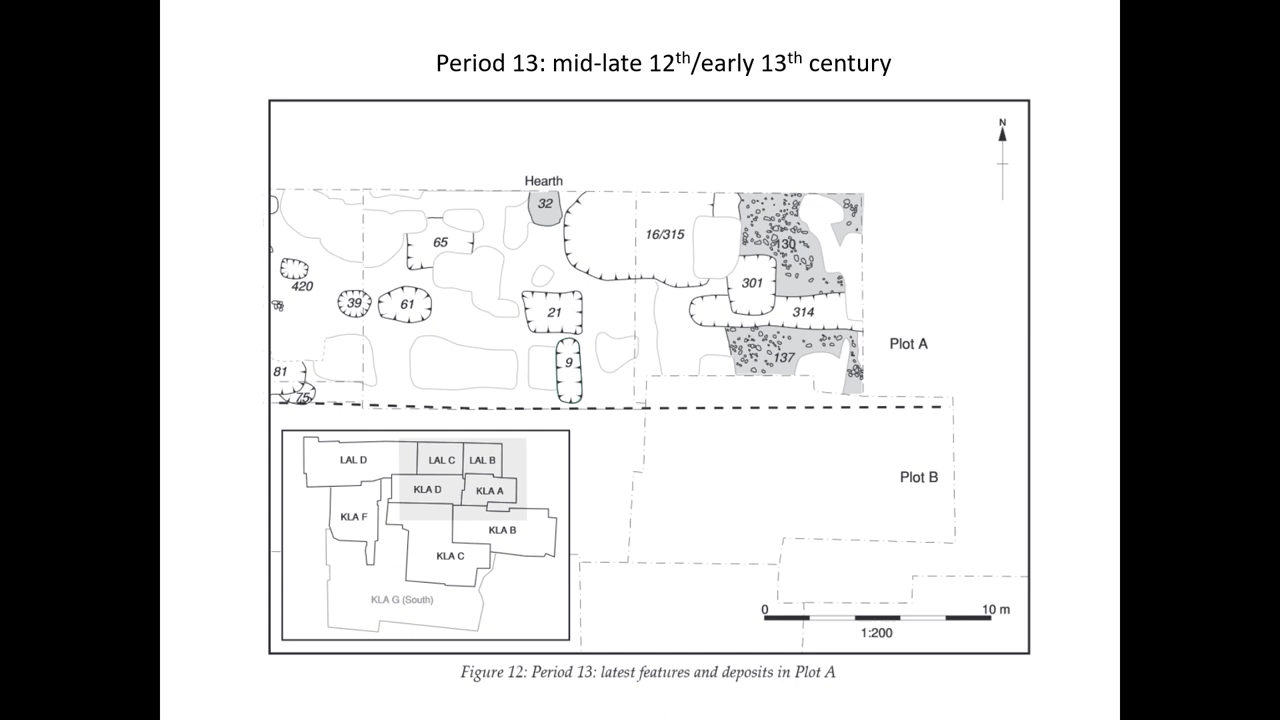 Period 13: mid-late 12th/early 13th century
N
Hearth
32
65
16/315
130
420
301
39
61
21
314
Plot A
9
137
81
75
Plot B
LAL D
LAL C
LAL B
KLA D
KLA A
KLA F
KLA B
KLA C
KLA G (South)
0
10 m
1:200
Figure 12: Period 13: latest features and deposits in Plot A